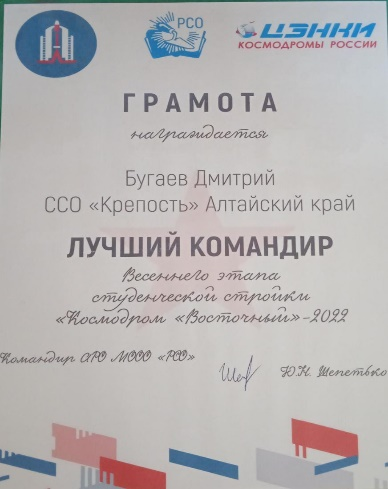 РСО
ЦЭНКИ
КОСМОДРОМЫ РОССИИ
ГРАМОТА
награждается
Бугаев Дмитрий
ССО «Крепость» Алтайский край
ЛУЧШИЙ КОМАНДИР
Весеннего этапа
студенческой стройки
«Космодром «Восточный»-2022
Командир АРО МООО «РСО»
Ю.Н. Шепетько